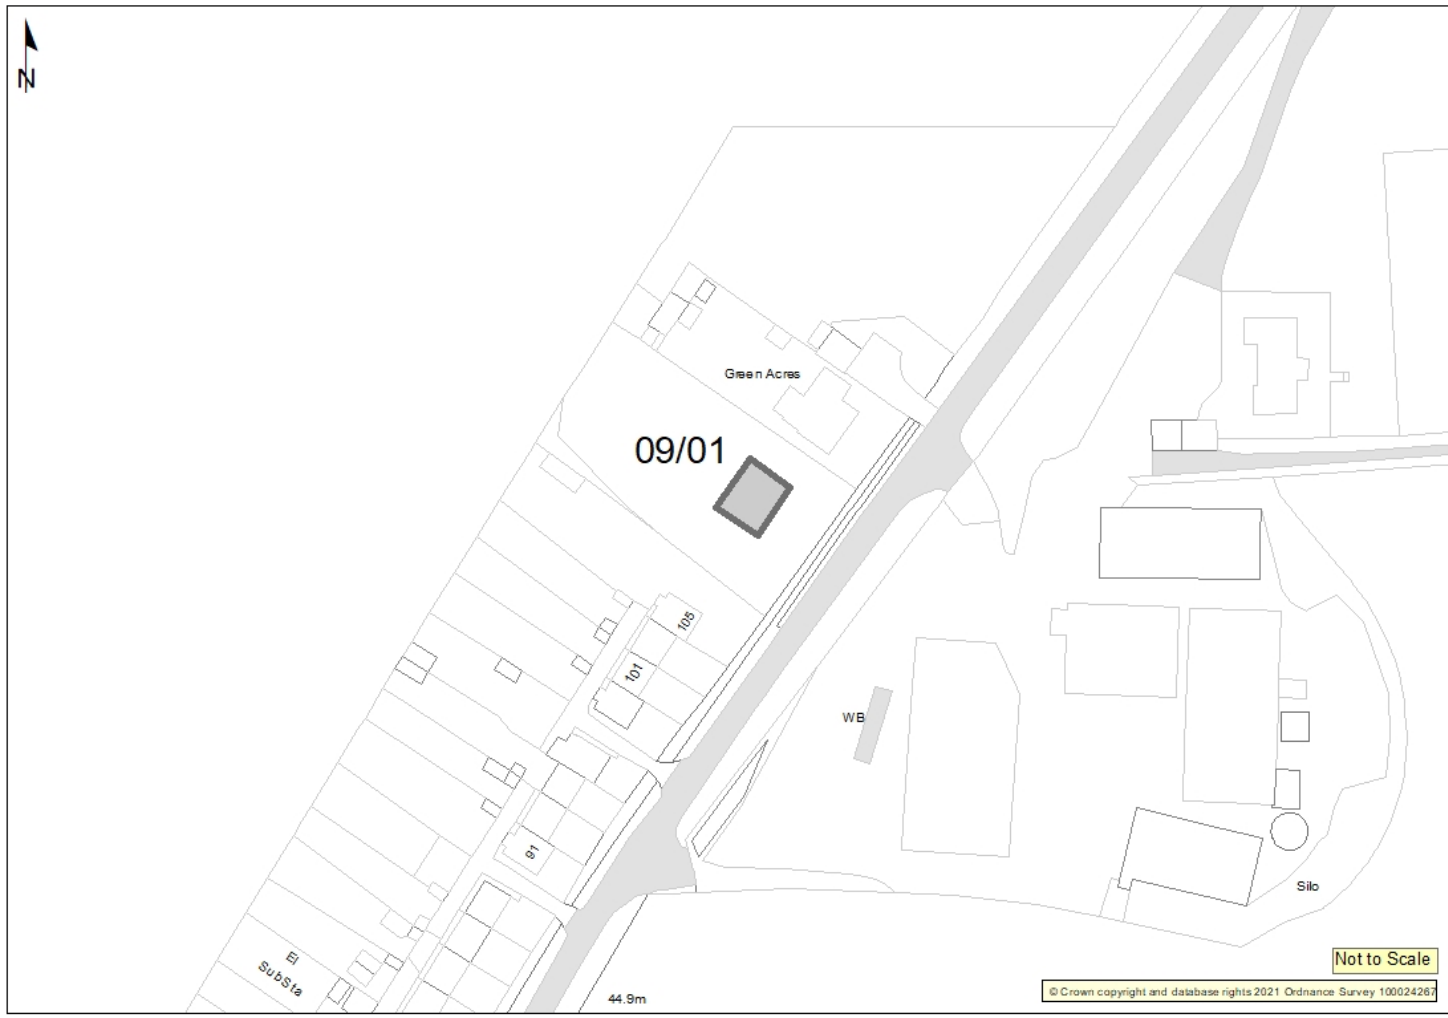 N
Green Acres
09/01
105
101
WB
91
Silo
El
SubSta
44.9m
Not to Scale
© Crown copyright and database rights 2021 Ordnance Survey 100024267